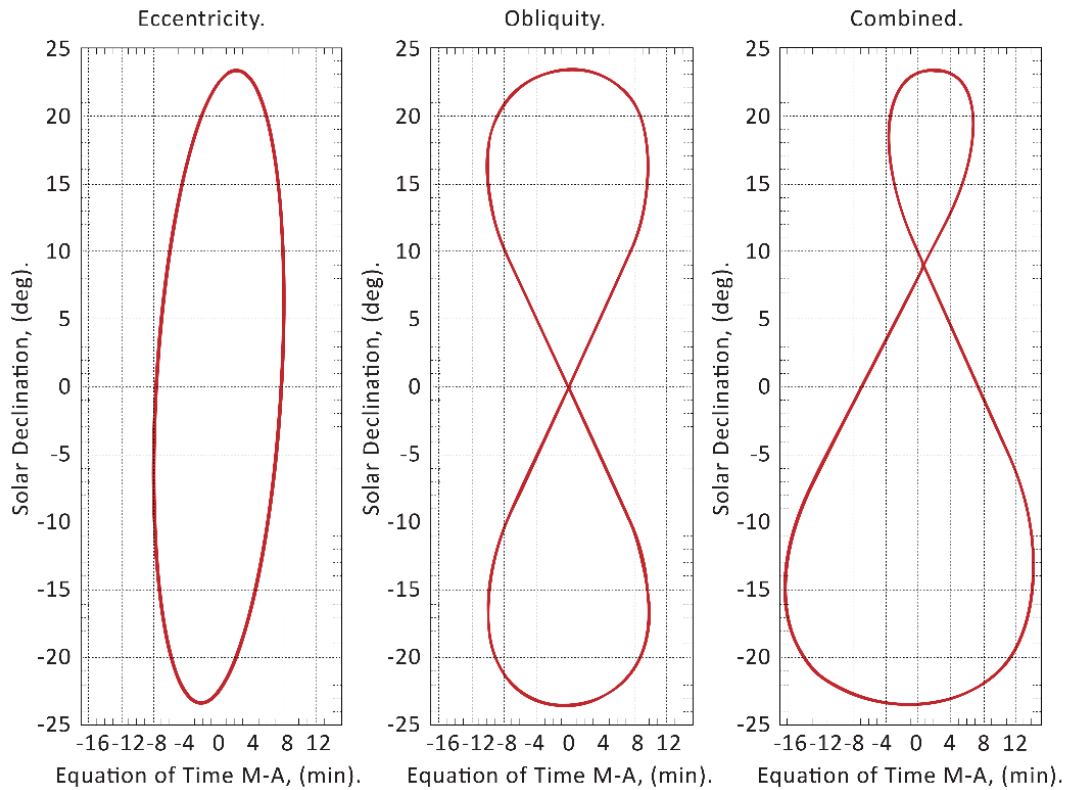 Eccentricity.
Obliquity.
Combined.
25
20
15
10
5
0
-5
-10
-15
-20
-25
Solar Declination, (deg).
-16 -12 -8 -4 0 4 8 12
Equation of Time M-A, (min).
25
20
15
10
5
0
-5
-10
-15
-20
-25
Solar Declination, (deg).
-16 -12 -8 -4 0 4 8 12
Equation of Time M-A, (min).
25
20
15
10
5
0
-5
-10
-15
-20
-25
Solar Declination, (deg).
-16 -12 -8 -4 0 4 8 12
Equation of Time M-A, (min).